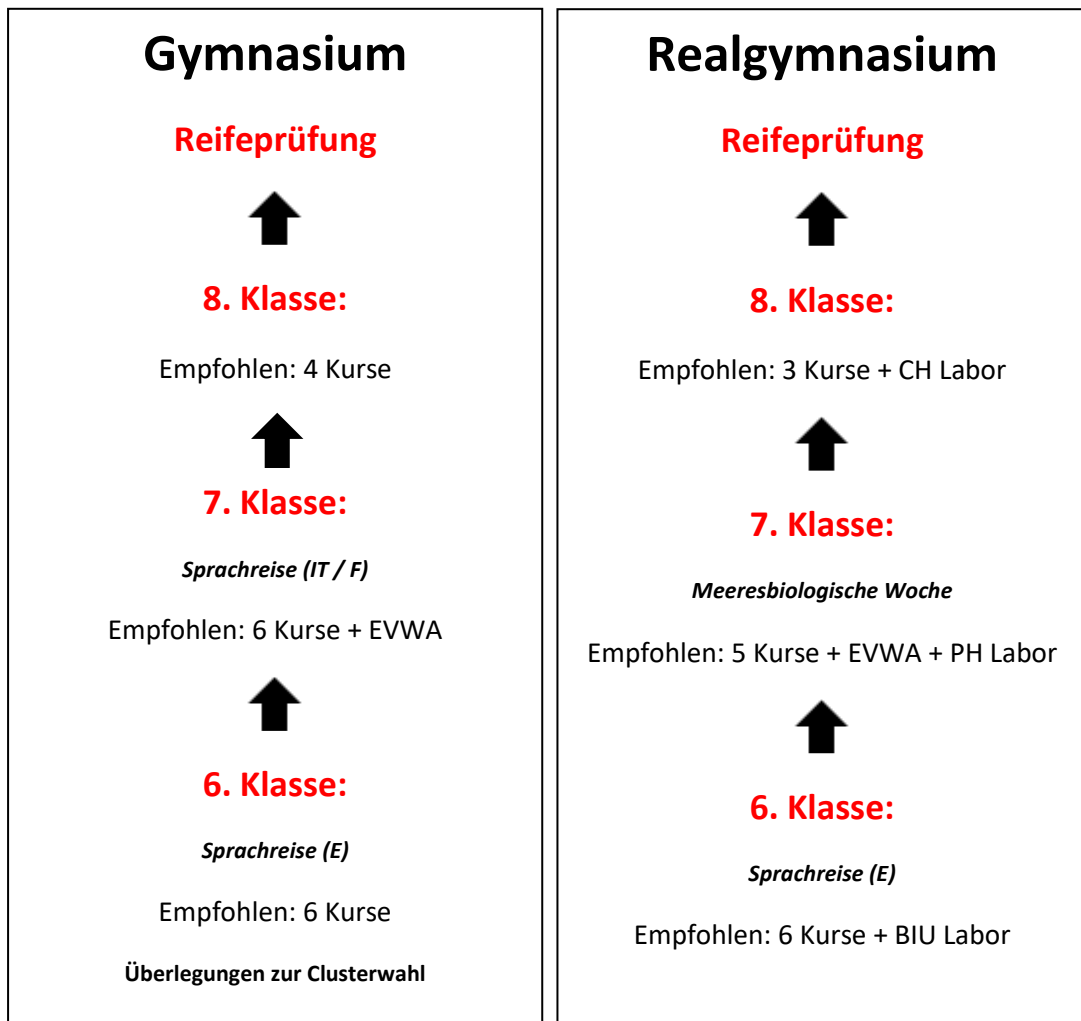 Gymnasium
Reifeprüfung
8. Klasse:
Empfohlen: 4 Kurse
7. Klasse:
Sprachreise (IT / F)
Empfohlen: 6 Kurse + EVWA
6. Klasse:
Sprachreise (E)
Empfohlen: 6 Kurse
Überlegungen zur Clusterwahl
Realgymnasium
Reifeprüfung
8. Klasse:
Empfohlen: 3 Kurse + CH Labor
7. Klasse:
Meeresbiologische Woche
Empfohlen: 5 Kurse + EVWA + PH Labor
6. Klasse:
Sprachreise (E)
Empfohlen: 6 Kurse + BIU Labor